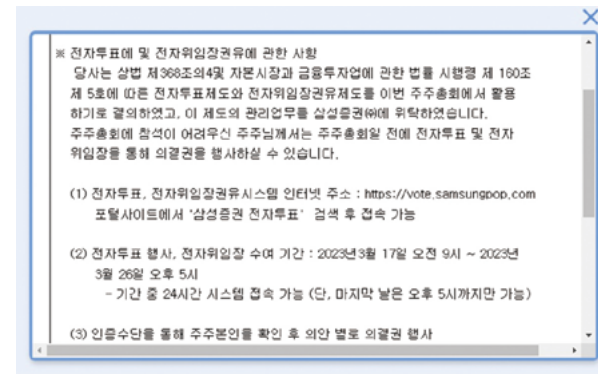 ※ 전자투표에 및 전자위임장권유에 관한 사항
당사는 상법 제368조의4및 자본시장과 금융투자업에 관한 법률 시행령 제 160조
제 5호에 따른 전자투표제도와 전자위임장권유제도를 이번 주주총회에서 활용
하기로 결의하였고, 이 제도의 관리업무를 삼성증권㈜에 위탁하였습니다.
주주총회에 참석이 어려우신 주주님께서는 주주총회일 전에 전자투표 및 전자
위임장을 통해 의결권을 행사하실 수 있습니다.
(1) 전자투표, 전자위임장권유시스템 인터넷 주소 : https://vote.samsungpop.com
포털사이트에서 '삼성증권 전자투표' 검색 후 접속 가능
(2) 전자투표 행사, 전자위임장 수여 기간 : 2023년3월 17일 오전 9시 ~ 2023년
3월 26일 오후 5시
- 기간 중 24시간 시스템 접속 가능 (단, 마지막 날은 오후 5시까지만 가능)
(3) 인증수단을 통해 주주본인을 확인 후 의안 별로 의결권 행사